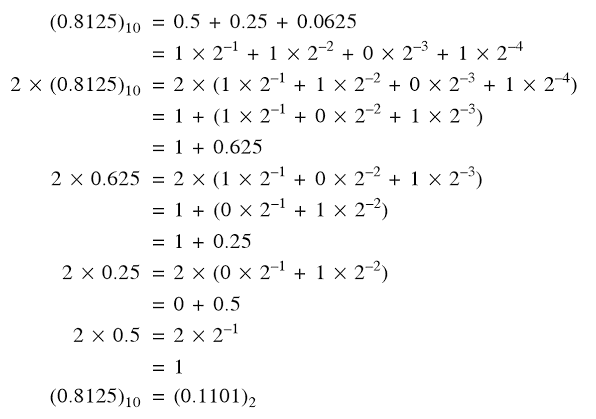 (0.8125)₁₀ = 0.5 + 0.25 + 0.0625
= 1 × 2⁻¹ + 1 × 2⁻² + 0 × 2⁻³ + 1 × 2⁻⁴
2 × (0.8125)₁₀ = 2 × (1 × 2⁻¹ + 1 × 2⁻² + 0 × 2⁻³ + 1 × 2⁻⁴)
= 1 + (1 × 2⁻¹ + 0 × 2⁻² + 1 × 2⁻³)
= 1 + 0.625
2 × 0.625 = 2 × (1 × 2⁻¹ + 0 × 2⁻² + 1 × 2⁻³)
= 1 + (0 × 2⁻¹ + 1 × 2⁻²)
= 1 + 0.25
2 × 0.25 = 2 × (0 × 2⁻¹ + 1 × 2⁻²)
= 0 + 0.5
2 × 0.5 = 2 × 2⁻¹
= 1
(0.8125)₁₀ = (0.1101)₂